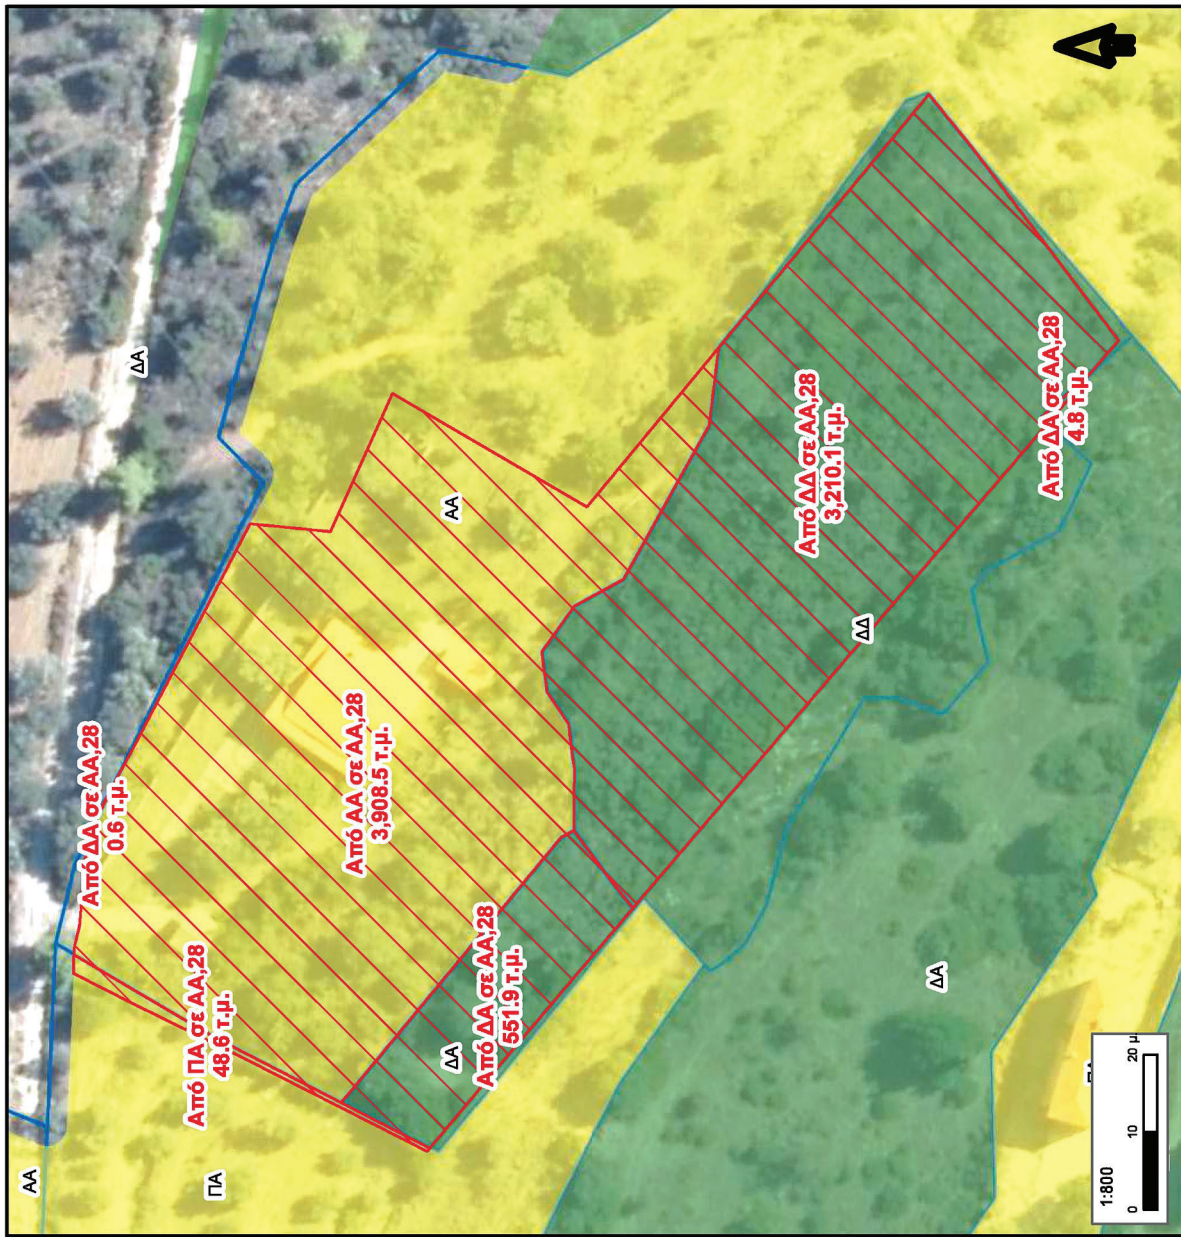 ΑΑ
Από ΔΑ σε ΑΑ,28
0.6 τ.μ.
ΔΑ
Από ΠΑ σε ΑΑ,28
48.6 τ.μ.
ΠΑ
Από ΑΑ σε ΑΑ,28
3,908.5 τ.μ.
ΔΑ
ΑΑ
Από ΔΑ σε ΑΑ,28
551.9 τ.μ.
Από ΔΔ σε ΑΑ,28
3,210.1 τ.μ.
ΔΔ
ΔΑ
Από ΔΑ σε ΑΑ,28
4.8 τ.μ.
1:800
0 10 20 μ.